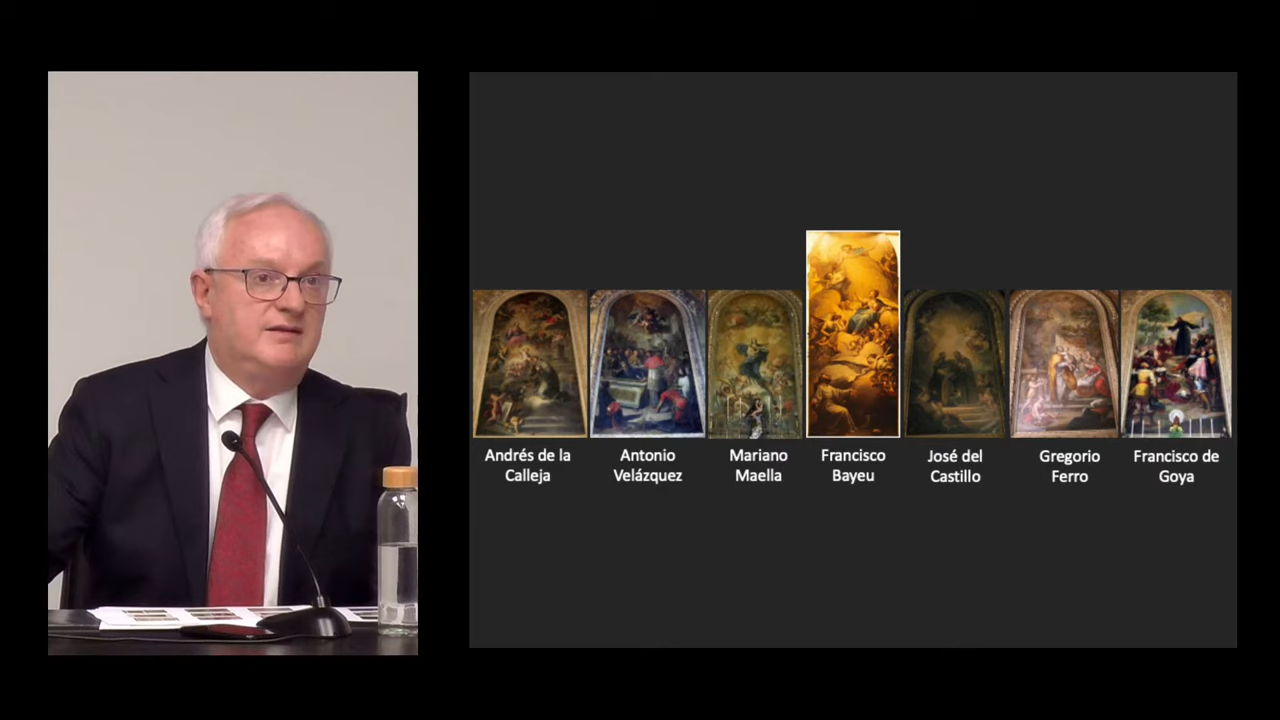 Andrés de la
Calleja
Antonio
Velázquez
Mariano
Maella
Francisco
Bayeu
José del
Castillo
Gregorio
Ferro
Francisco de
Goya